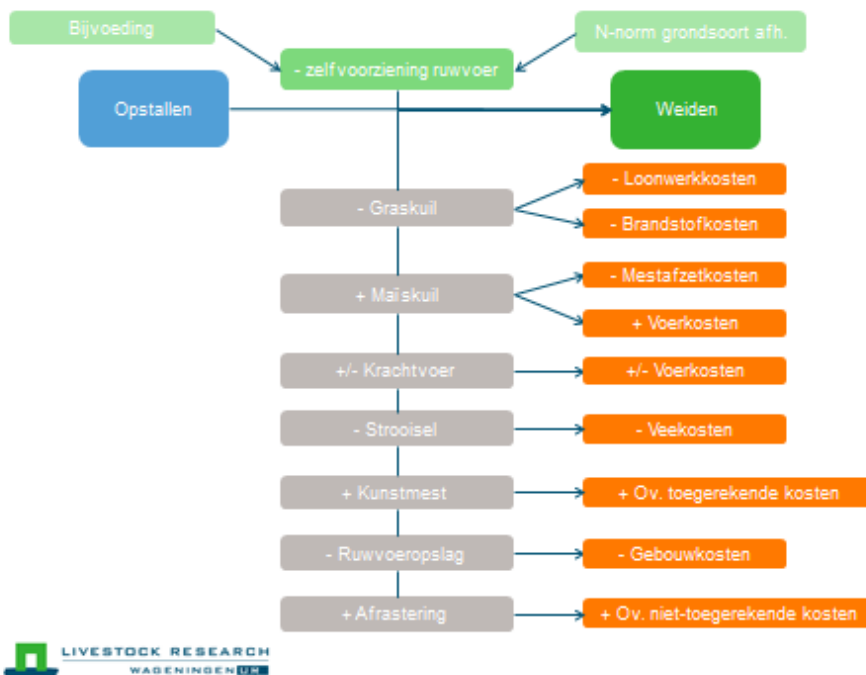 Bijvoeding
N-norm grondsoort afh.
- zelfvoorziening ruwvoer
Opstallen
Weiden
- Graskuil
- Loonwerkkosten
- Brandstofkosten
+ Maïskuil
- Mestafzetkosten
+ Voerkosten
+/- Krachtvoer
+/- Voerkosten
- Strooisel
- Veekosten
+ Kunstmest
+ Ov. toegerekende kosten
- Ruwvoeropslag
- Gebouwkosten
+ Afrastering
+ Ov. niet-toegerekende kosten
LIVESTOCK RESEARCH
WAGENINGEN UR